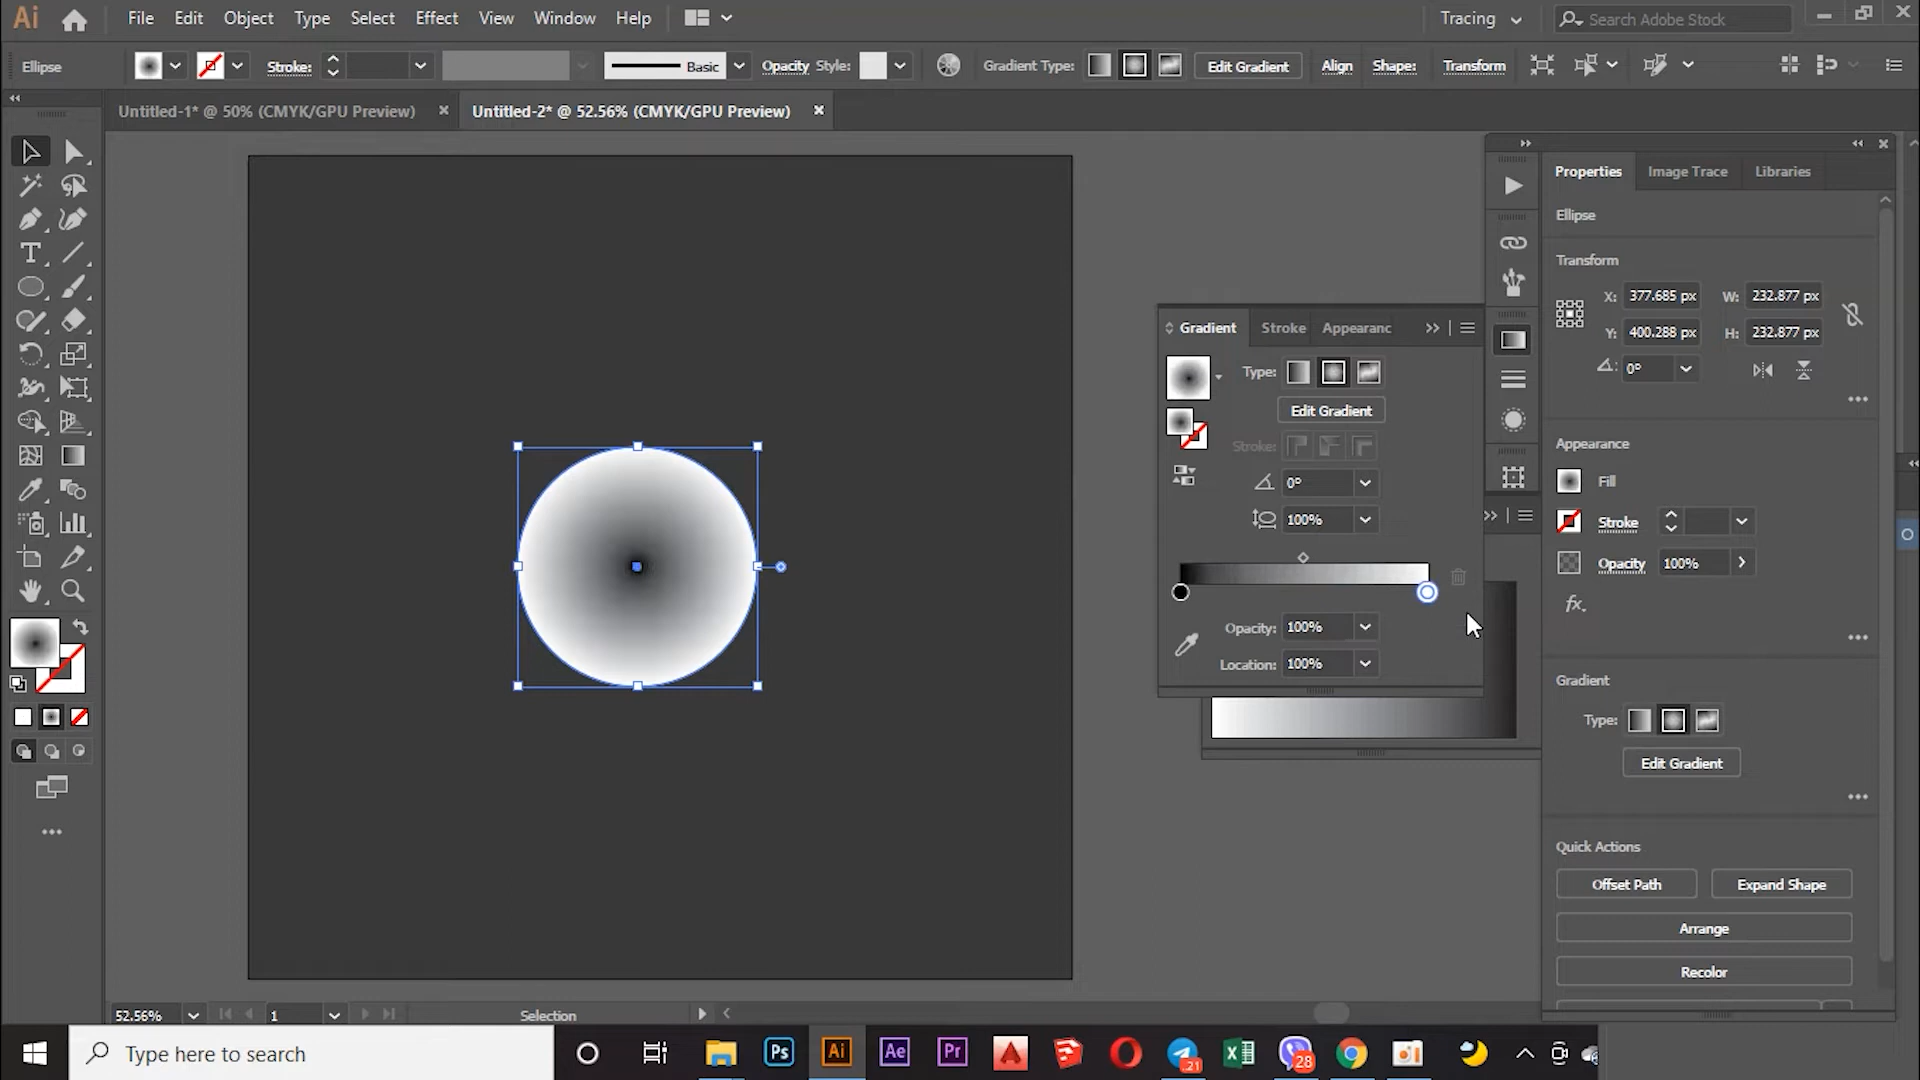 Ai File Edit Object Type Select Effect View Window Help Tracing Search Adobe Stock
Ellipse Stroke: Basic Opacity Style: Gradient Type: Edit Gradient Align Shape: Transform
Untitled-1* @ 50% (CMYK/GPU Preview) Untitled-2* @ 52.56% (CMYK/GPU Preview)
Properties Image Trace Libraries
Ellipse
Transform
X: 377.685 px W: 232.877 px
Y: 400.288 px H: 232.877 px
0°
Appearance
Fill
Stroke
Opacity 100%
fx.
Gradient
Type:
Edit Gradient
Quick Actions
Offset Path Expand Shape
Arrange
Recolor
Gradient Stroke Appearanc
Type:
Edit Gradient
Stroke:
0°
100%
Opacity: 100%
Location: 100%
T
52.56% 1 Selection
Type here to search Ps Ai Ae Pr 21 28